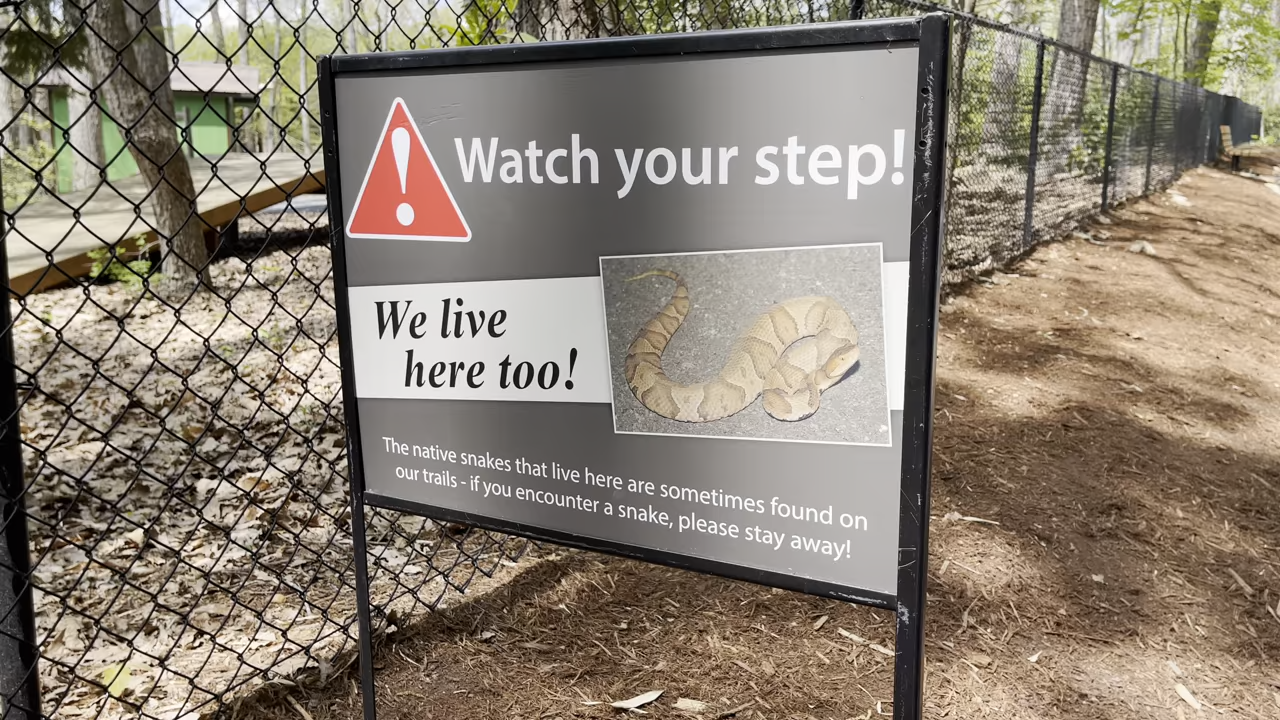 Watch your step!
We live
here too!
The native snakes that live here are sometimes found on
our trails - if you encounter a snake, please stay away!